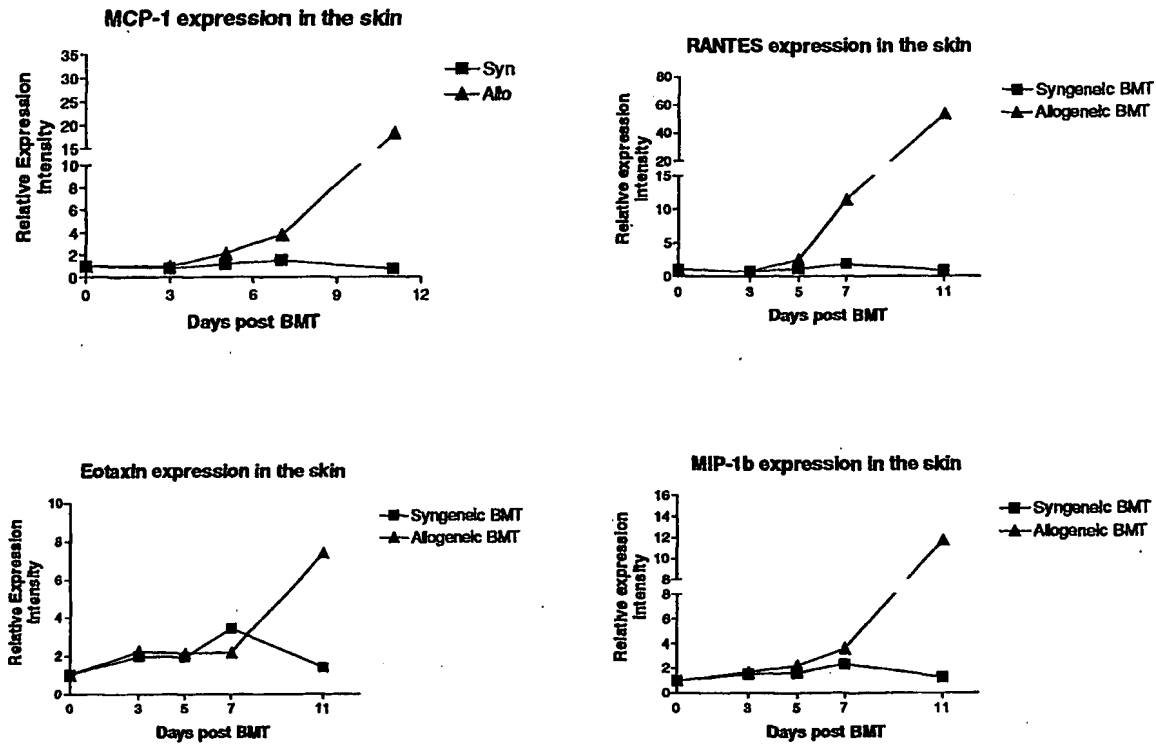 MCP-1 expression in the skin
Syn
Allo
Relative Expression
Intensity
35
30
25
20
15
10
8
6
4
2
0
0 3 6 9 12
Days post BMT
RANTES expression in the skin
Syngeneic BMT
Allogeneic BMT
Relative expression
Intensity
80
60
40
20
15
10
5
0
0 3 5 7 11
Days post BMT
Eotaxin expression in the skin
Syngeneic BMT
Allogeneic BMT
Relative Expression
Intensity
10
8
6
4
2
0
0 3 5 7 11
Days post BMT
MIP-1b expression in the skin
Syngeneic BMT
Allogeneic BMT
Relative expression
Intensity
16
14
12
10
8
8
6
4
2
0
0 3 5 7 11
Days post BMT